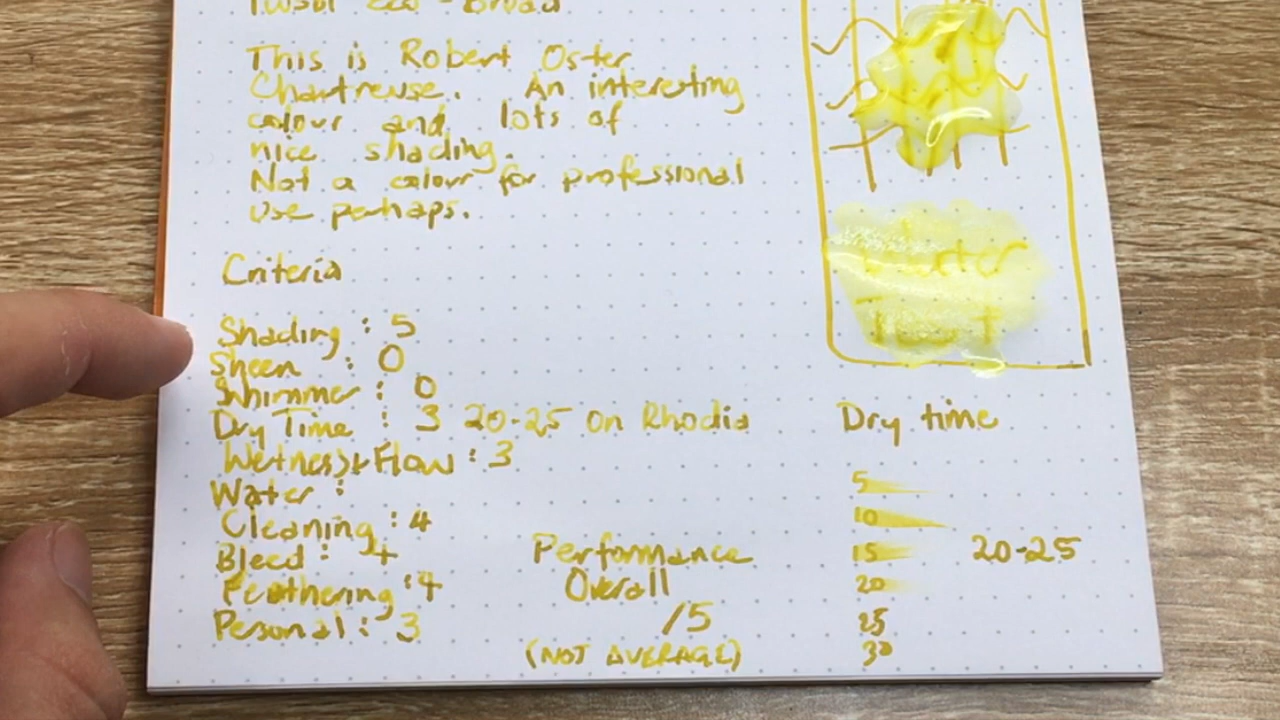 Twsbi Eco - Broad
This is Robert Oster
Chartreuse. An interesting
colour and lots of
nice shading.
Not a colour for professional
use perhaps.
Criteria
Shading : 5
Sheen : 0
Shimmer : 0
Dry Time : 3 20-25 on Rhodia
Wetness + Flow : 3
Water :
Cleaning : 4
Bleed : 4
Feathering : 4
Personal : 3
Performance
Overall
/5
(NOT AVERAGE)
Water
Test
Dry time
5
10
15 20-25
20
25
30